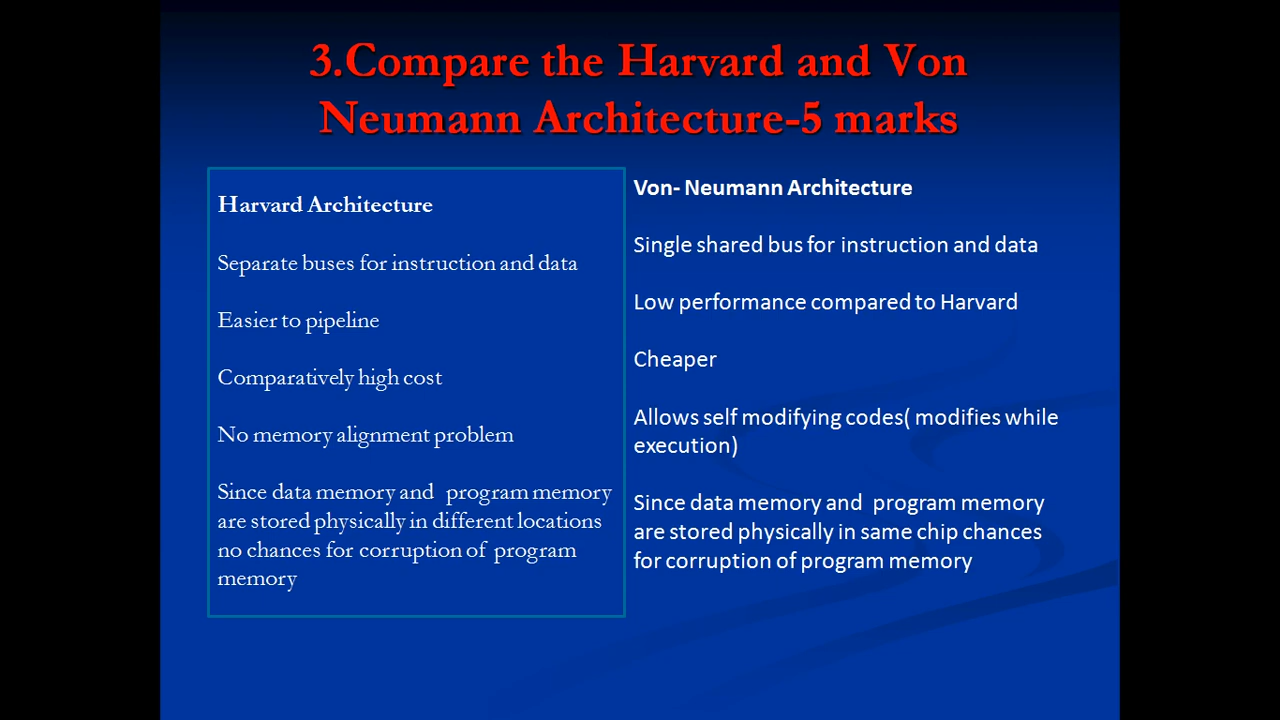 3.Compare the Harvard and Von
Neumann Architecture-5 marks
Harvard Architecture
Separate buses for instruction and data
Easier to pipeline
Comparatively high cost
No memory alignment problem
Since data memory and  program memory
are stored physically in different locations
no chances for corruption of program
memory
Von- Neumann Architecture
Single shared bus for instruction and data
Low performance compared to Harvard
Cheaper
Allows self modifying codes( modifies while
execution)
Since data memory and  program memory
are stored physically in same chip chances
for corruption of program memory